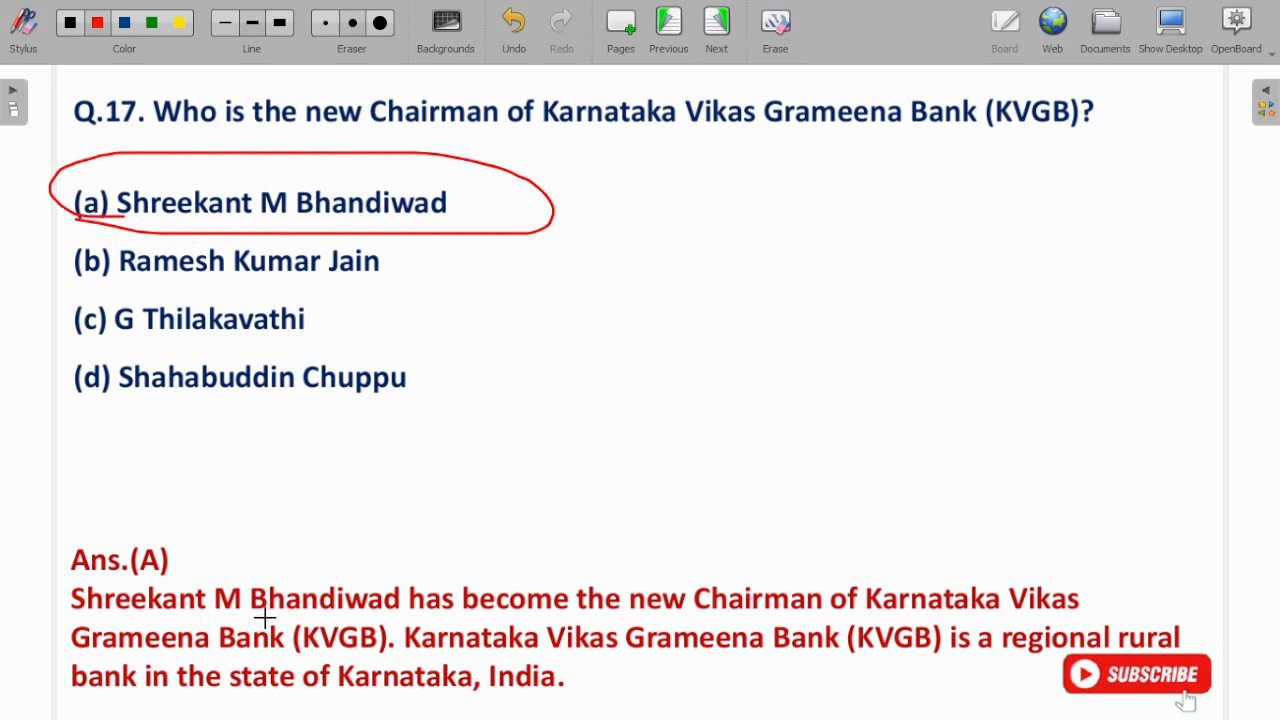 Stylus Color Line Eraser Backgrounds Undo Redo Pages Previous Next Erase Board Web Documents Show Desktop OpenBoard
Q.17. Who is the new Chairman of Karnataka Vikas Grameena Bank (KVGB)?
(a) Shreekant M Bhandiwad
(b) Ramesh Kumar Jain
(c) G Thilakavathi
(d) Shahabuddin Chuppu
Ans.(A)
Shreekant M Bhandiwad has become the new Chairman of Karnataka Vikas
Grameena Bank (KVGB). Karnataka Vikas Grameena Bank (KVGB) is a regional rural
bank in the state of Karnataka, India.
SUBSCRIBE